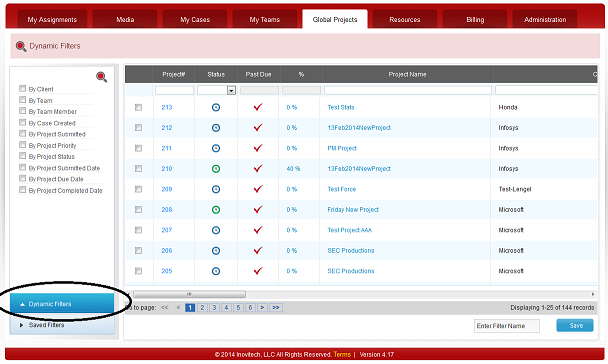 My Assignments Media My Cases My Teams Global Projects Resources Billing Administration
Dynamic Filters
By Client
By Team
By Team Member
By Case Created
By Project Submitted
By Project Priority
By Project Status
By Project Submitted Date
By Project Due Date
By Project Completed Date
Dynamic Filters
Saved Filters
Project# Status Past Due % Project Name C
213 0 % Test Stats Honda
212 0 % 13Feb2014NewProject Infosys
211 0 % PM Project Infosys
210 40 % 13Feb2014NewProject Infosys
209 0 % Test Force Test-Lengel
208 0 % Friday New Project Microsoft
207 0 % Test Project AAA Microsoft
206 0 % SEC Productions Microsoft
205 0 % SEC Productions Microsoft
to page: << < 1 2 3 4 5 6 > >> Displaying 1-25 of 144 records
Enter Filter Name Save
© 2014 Inovitech, LLC All Rights Reserved. Terms | Version 4.17